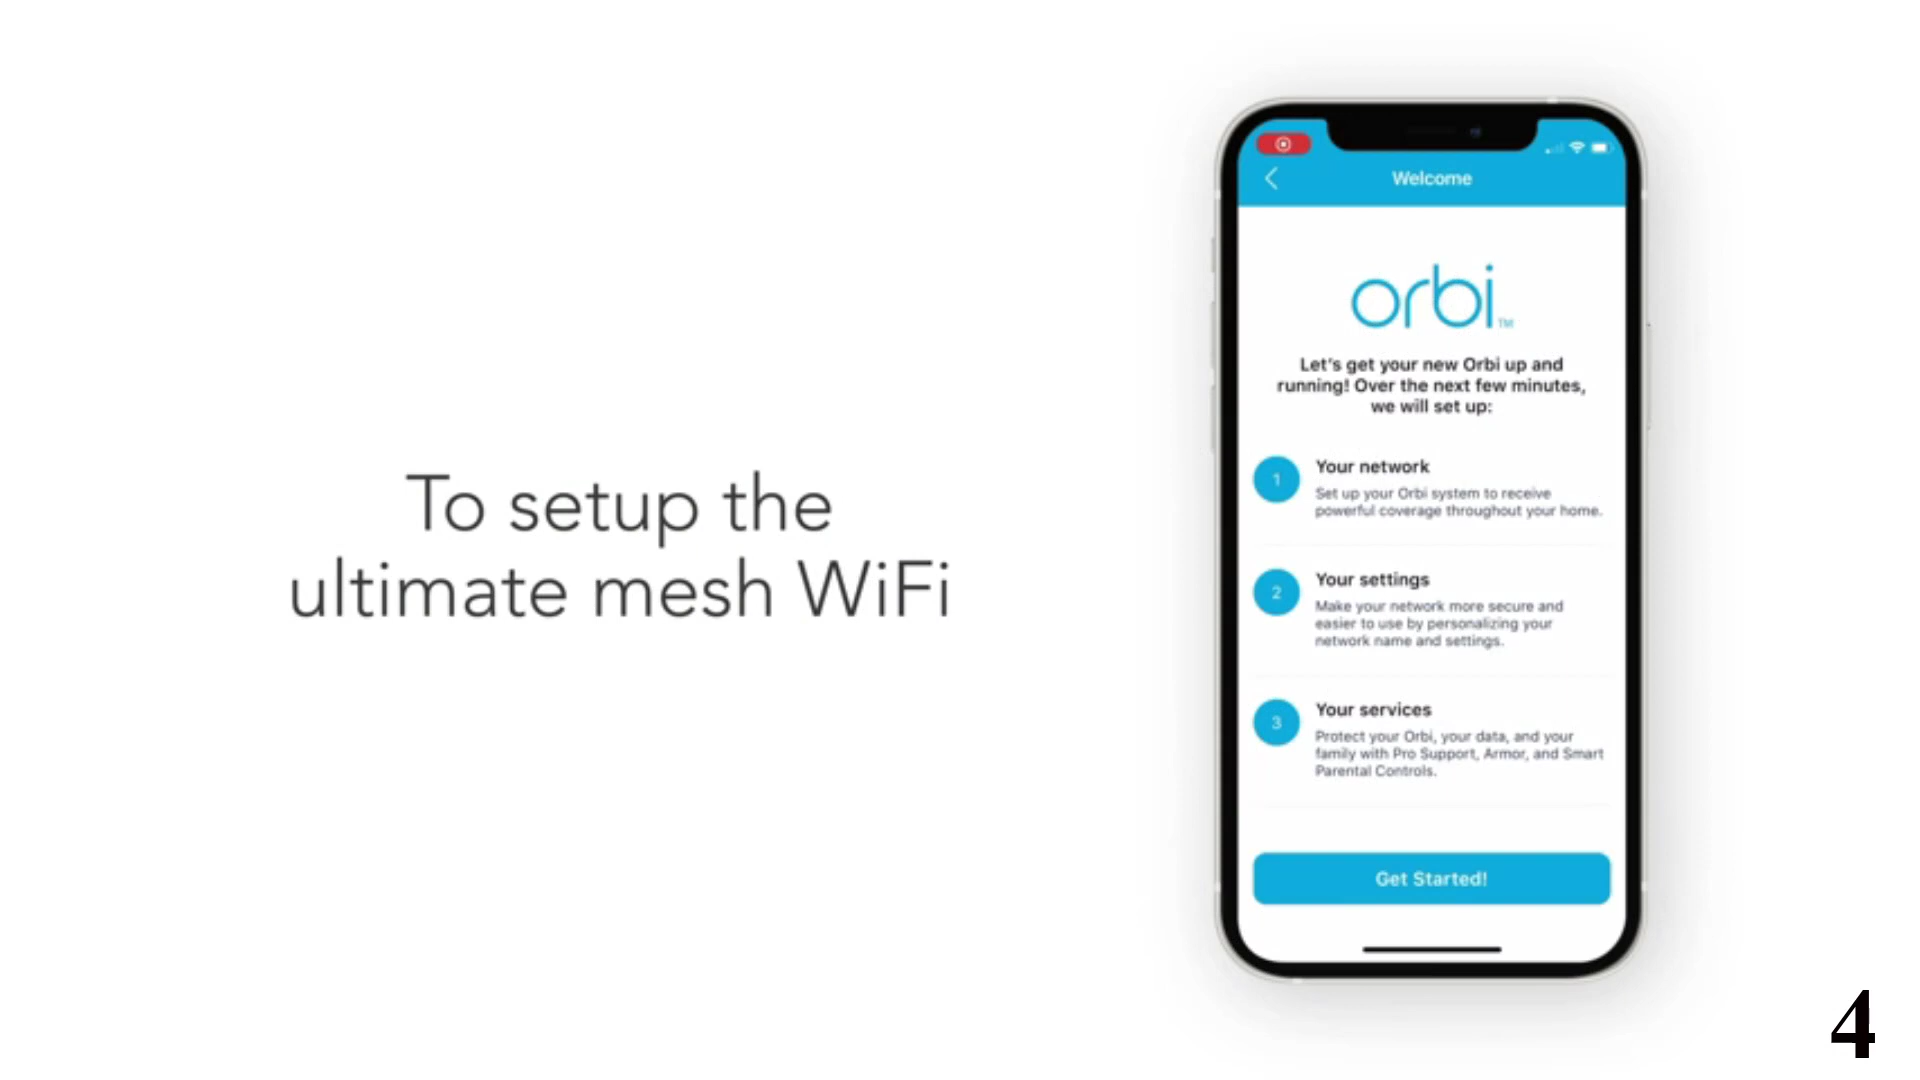 To setup the
ultimate mesh WiFi
Welcome
orbi™
Let's get your new Orbi up and
running! Over the next few minutes,
we will set up:
1
Your network
Set up your Orbi system to receive
powerful coverage throughout your home.
2
Your settings
Make your network more secure and
easier to use by personalizing your
network name and settings.
3
Your services
Protect your Orbi, your data, and your
family with Pro Support, Armor, and Smart
Parental Controls.
Get Started!
4